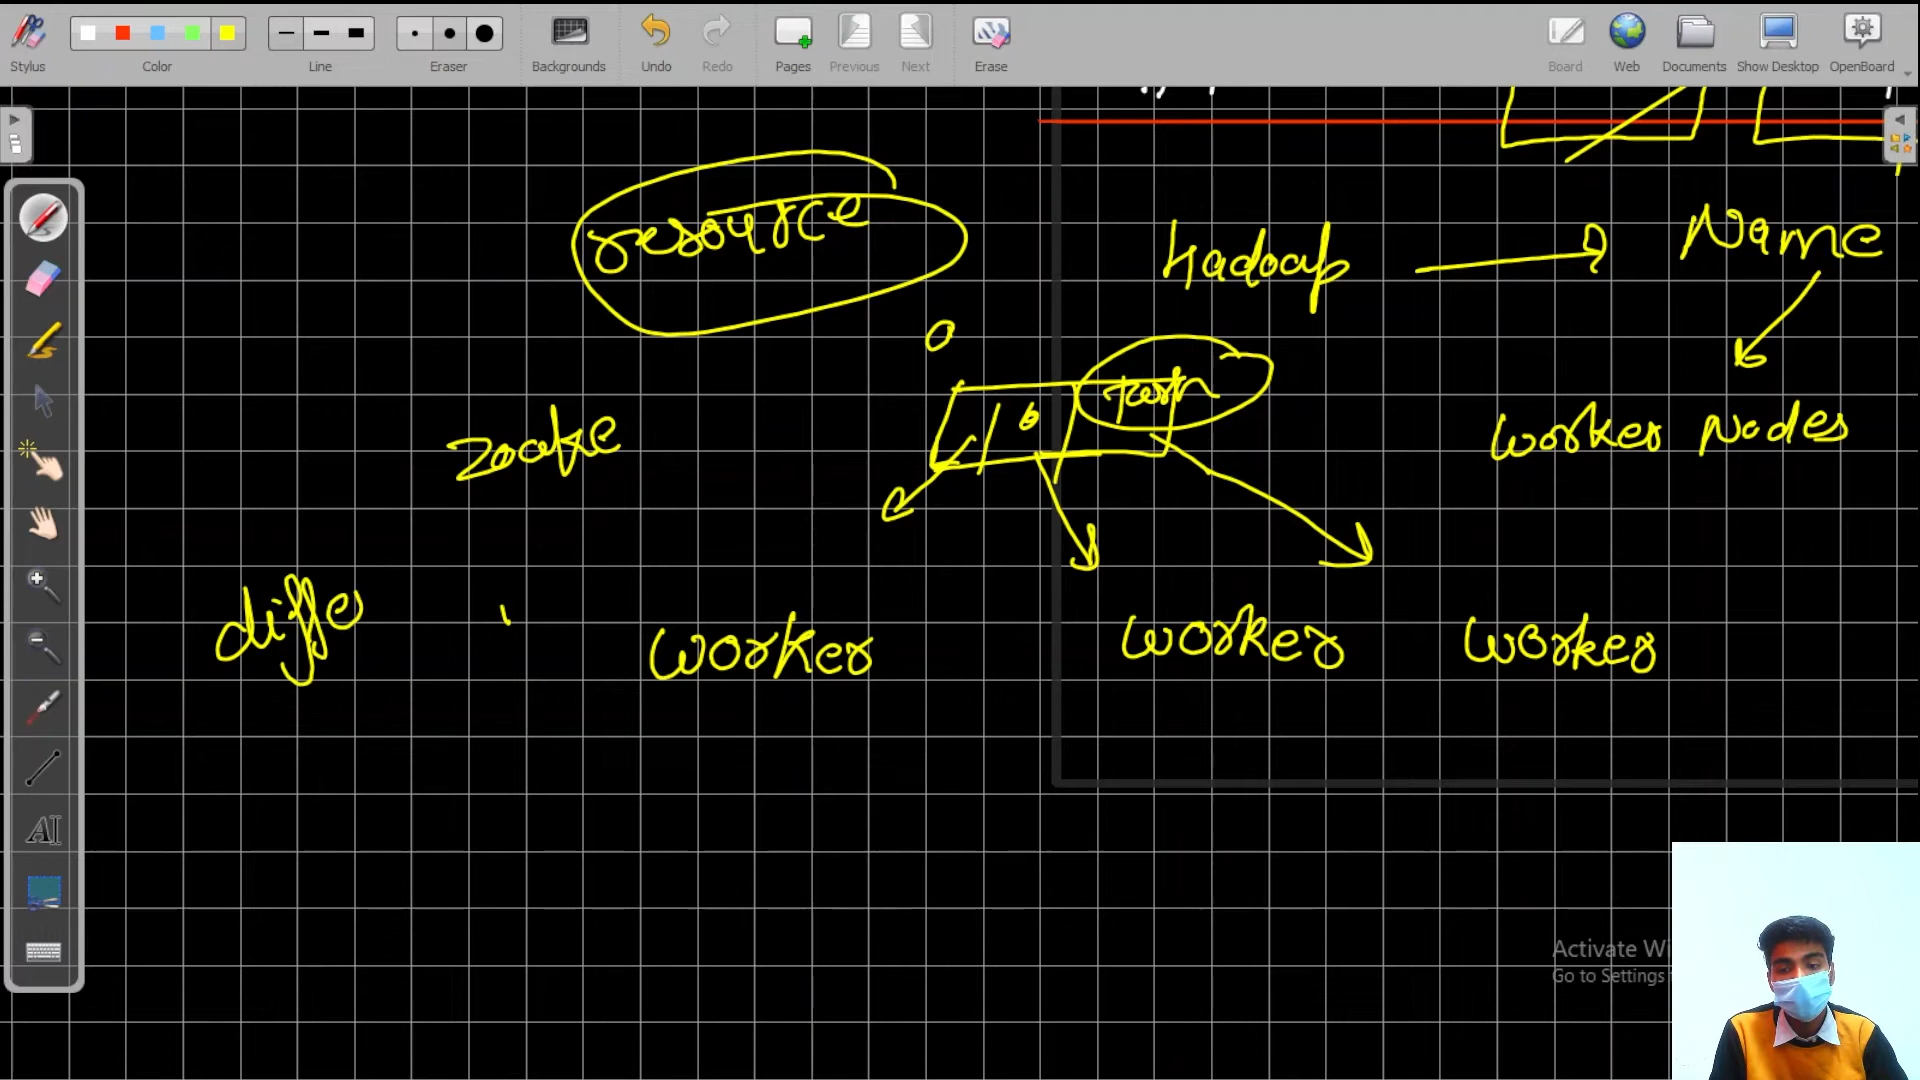 Stylus
Color
Line
Eraser
Backgrounds
Undo
Redo
Pages
Previous
Next
Erase
Board
Web
Documents
Show Desktop
OpenBoard
resource
hadoop
Name
zooke
Worker Nodes
diffe
worker
worker
worker
Activate Wi
Go to Settings